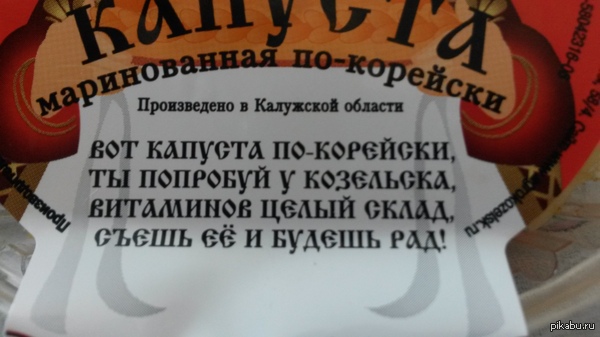 КАПУСТА
маринованная по-корейски
Произведено в Калужской области
ВОТ КАПУСТА ПО-КОРЕЙСКИ,
ТЫ ПОПРОБУЙ У КОЗЕЛЬСКА,
ВИТАМИНОВ ЦЕЛЫЙ СКЛАД,
СЪЕШЬ ЕЁ И БУДЕШЬ РАД!
pikabu.ru